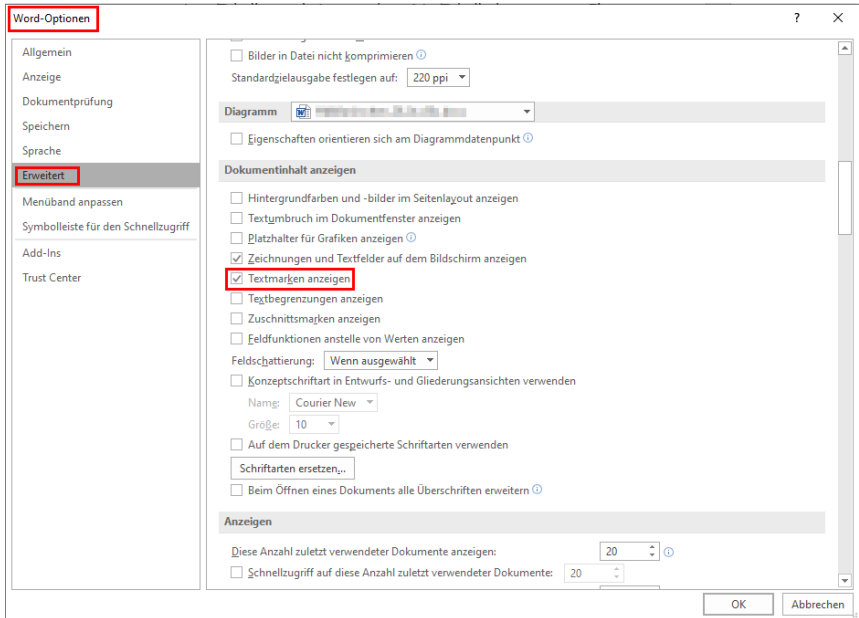 Word-Optionen
? ×
Allgemein
Anzeige
Dokumentprüfung
Speichern
Sprache
Erweitert
Menüband anpassen
Symbolleiste für den Schnellzugriff
Add-Ins
Trust Center
Bilder in Datei nicht komprimieren
Standardzielausgabe festlegen auf: 220 ppi
Diagramm
Eigenschaften orientieren sich am Diagrammdatenpunkt
Dokumentinhalt anzeigen
Hintergrundfarben und -bilder im Seitenlayout anzeigen
Textumbruch im Dokumentfenster anzeigen
Platzhalter für Grafiken anzeigen
Zeichnungen und Textfelder auf dem Bildschirm anzeigen
Textmarken anzeigen
Textbegrenzungen anzeigen
Zuschnittsmarken anzeigen
Feldfunktionen anstelle von Werten anzeigen
Feldschattierung: Wenn ausgewählt
Konzeptschriftart in Entwurfs- und Gliederungsansichten verwenden
Name: Courier New
Größe: 10
Auf dem Drucker gespeicherte Schriftarten verwenden
Schriftarten ersetzen...
Beim Öffnen eines Dokuments alle Überschriften erweitern
Anzeigen
Diese Anzahl zuletzt verwendeter Dokumente anzeigen: 20
Schnellzugriff auf diese Anzahl zuletzt verwendeter Dokumente: 20
OK Abbrechen